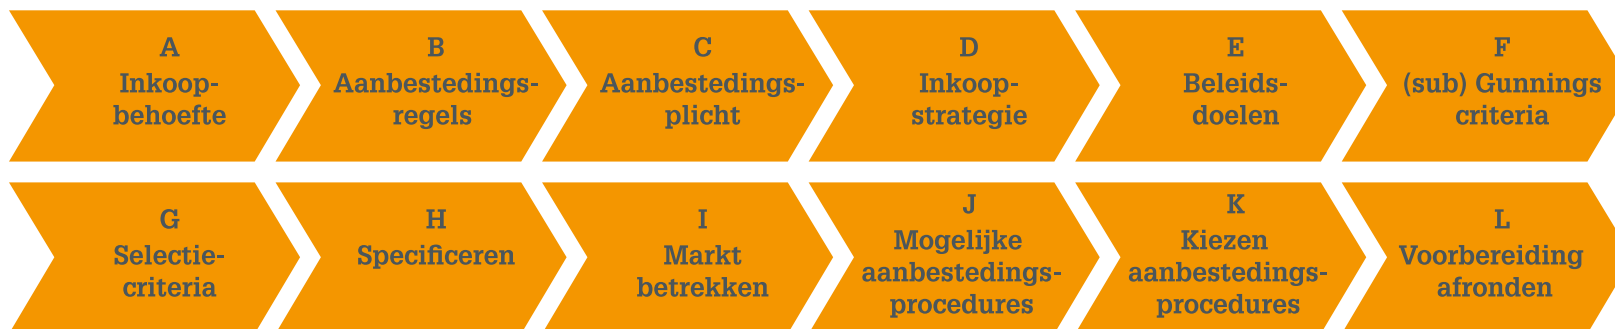 A
Inkoop-
behoefte
B
Aanbestedings-
regels
C
Aanbestedings-
plicht
D
Inkoop-
strategie
E
Beleids-
doelen
F
(sub) Gunnings
criteria
G
Selectie-
criteria
H
Specificeren
I
Markt
betrekken
J
Mogelijke
aanbestedings-
procedures
K
Kiezen
aanbestedings-
procedures
L
Voorbereiding
afronden